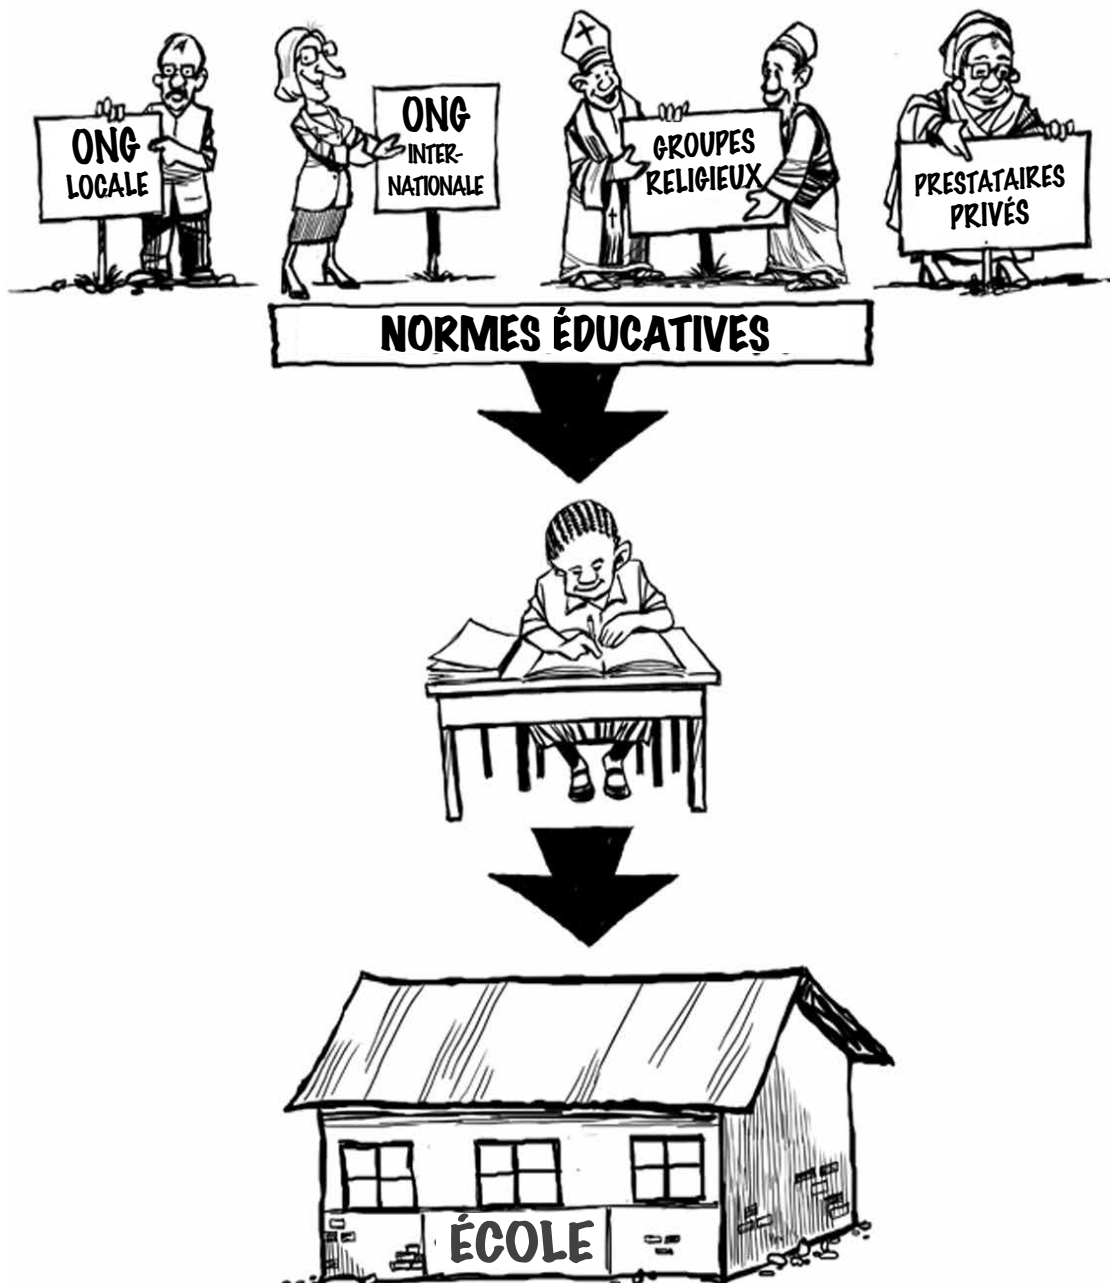 ONG
LOCALE
ONG
INTER-
NATIONALE
GROUPES
RELIGIEUX
PRESTATAIRES
PRIVÉS
NORMES ÉDUCATIVES
ÉCOLE